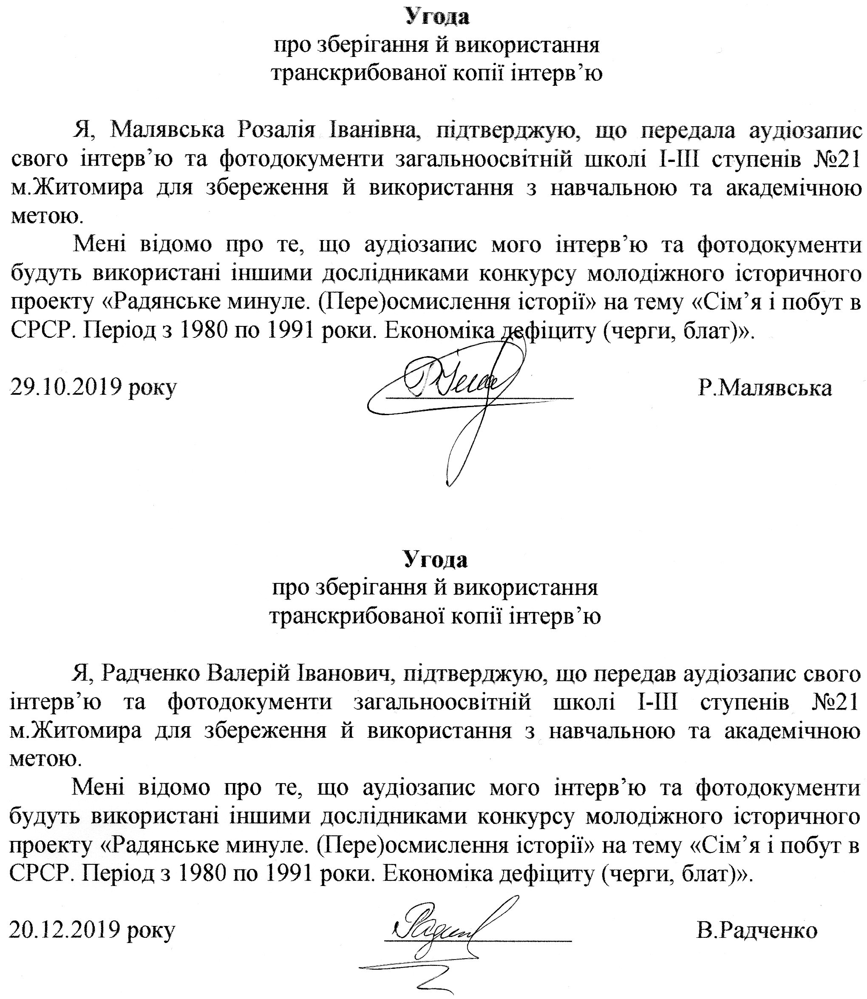 Угода
про зберігання й використання
транскрибованої копії інтерв’ю
Я, Малявська Розалія Іванівна, підтверджую, що передала аудіозапис
свого інтерв’ю та фотодокументи загальноосвітній школі І-ІІІ ступенів №21
м.Житомира для збереження й використання з навчальною та академічною
метою.
Мені відомо про те, що аудіозапис мого інтерв’ю та фотодокументи
будуть використані іншими дослідниками конкурсу молодіжного історичного
проекту «Радянське минуле. (Пере)осмислення історії» на тему «Сім’я і побут в
СРСР. Період з 1980 по 1991 роки. Економіка дефіциту (черги, блат)».
29.10.2019 року Р.Малявська
Угода
про зберігання й використання
транскрибованої копії інтерв’ю
Я, Радченко Валерій Іванович, підтверджую, що передав аудіозапис свого
інтерв’ю та фотодокументи загальноосвітній школі І-ІІІ ступенів №21
м.Житомира для збереження й використання з навчальною та академічною
метою.
Мені відомо про те, що аудіозапис мого інтерв’ю та фотодокументи
будуть використані іншими дослідниками конкурсу молодіжного історичного
проекту «Радянське минуле. (Пере)осмислення історії» на тему «Сім’я і побут в
СРСР. Період з 1980 по 1991 роки. Економіка дефіциту (черги, блат)».
20.12.2019 року В.Радченко